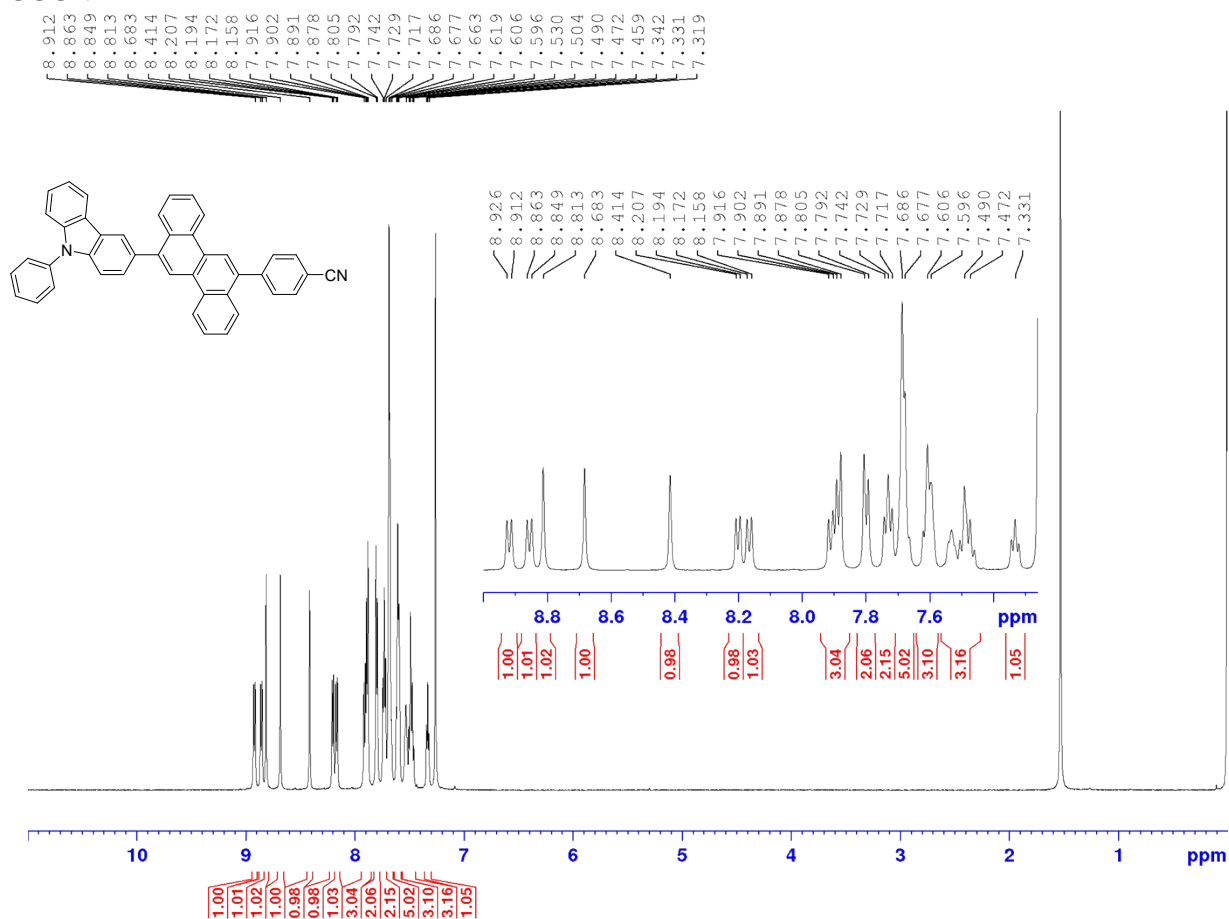 8.912 8.863 8.849 8.813 8.683 8.414 8.207 8.194 8.172 8.158 7.916 7.902 7.891 7.878 7.805 7.792 7.742 7.729 7.717 7.686 7.677 7.663 7.619 7.606 7.596 7.530 7.504 7.490 7.472 7.459 7.342 7.331 7.319
8.926 8.912 8.863 8.849 8.813 8.683 8.414 8.207 8.194 8.172 8.158 7.916 7.902 7.891 7.878 7.805 7.792 7.742 7.729 7.717 7.686 7.677 7.606 7.596 7.490 7.472 7.331
N
CN
8.8 8.6 8.4 8.2 8.0 7.8 7.6 ppm
1.00 1.01 1.02 1.00 0.98 0.98 1.03 3.04 2.06 2.15 5.02 3.10 3.16 1.05
10 9 8 7 6 5 4 3 2 1 ppm
1.00 1.01 1.02 1.00 0.98 0.98 1.03 3.04 2.06 2.15 5.02 3.10 3.16 1.05